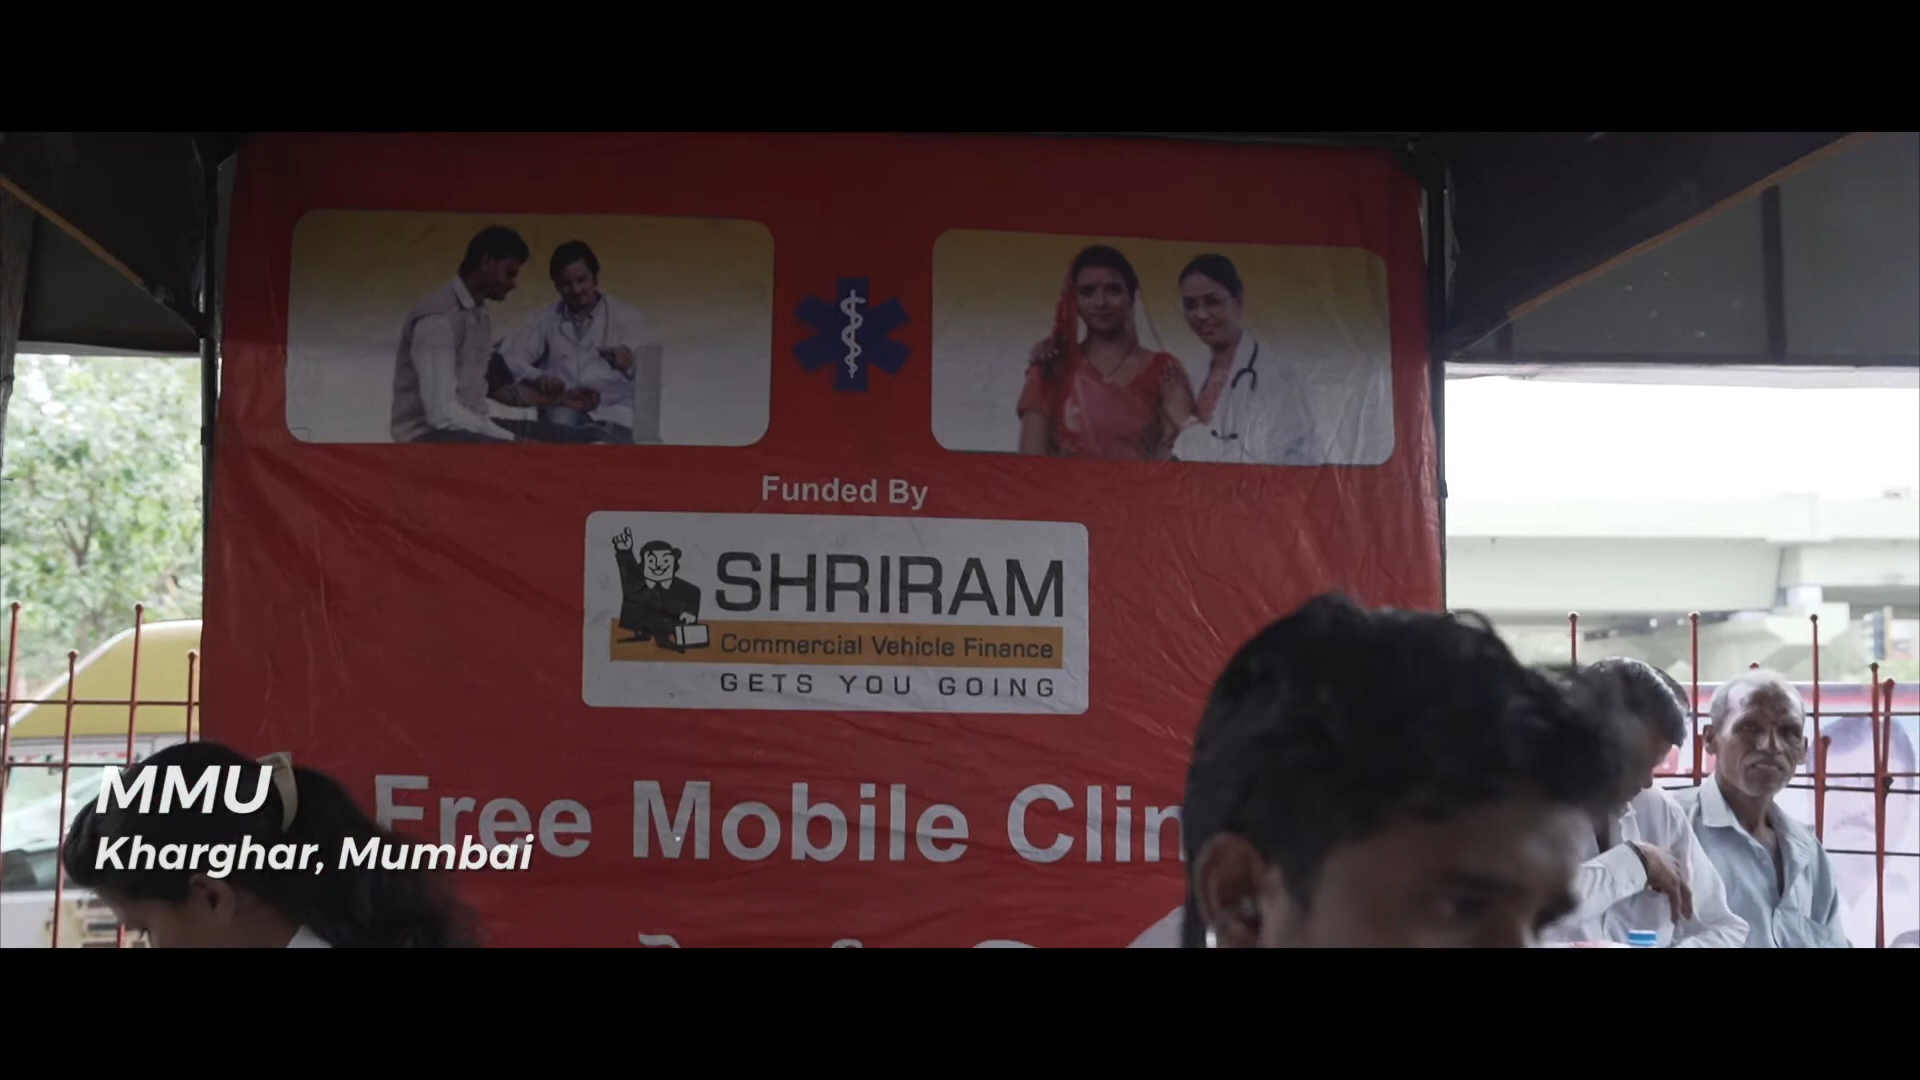 Funded By
SHRIRAM
Commercial Vehicle Finance
GETS YOU GOING
Free Mobile Clin
MMU
Kharghar, Mumbai